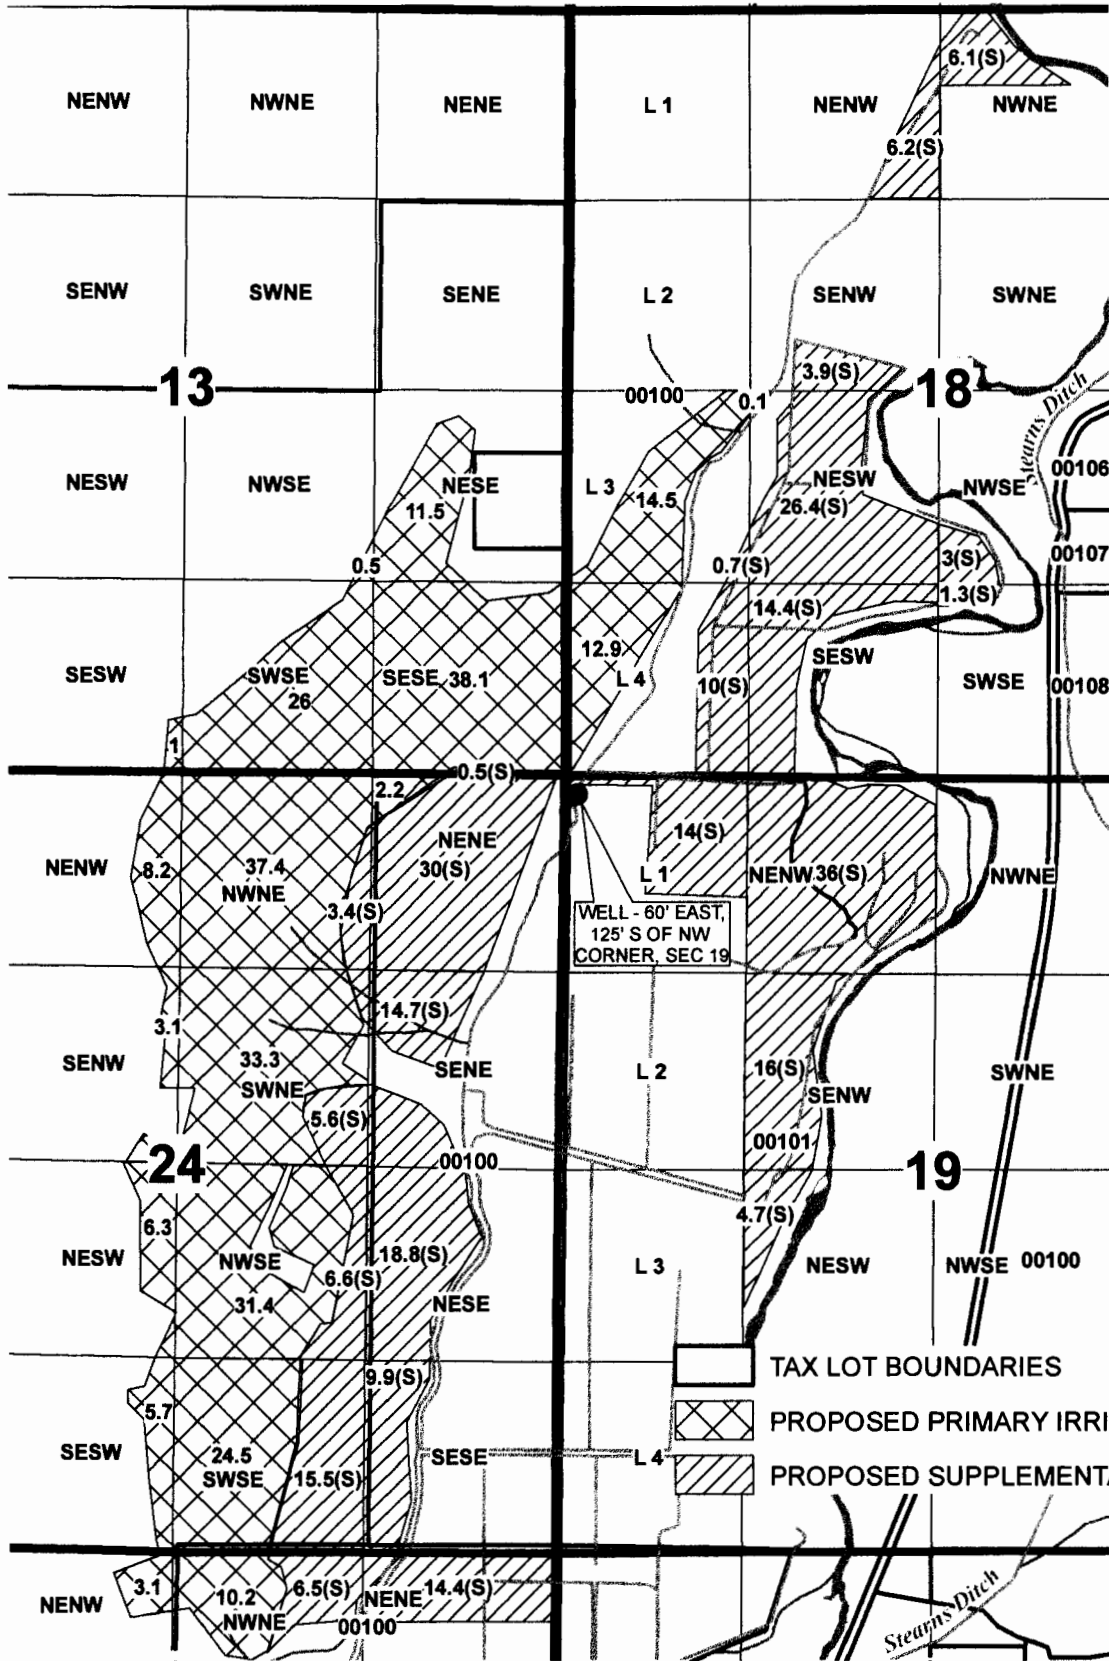 6.1(S)
NENW NWNE NENE L 1 NENW NWNE
6.2(S)
SENW SWNE SENE L 2 SENW SWNE
3.9(S)
13 18
00100 0.1
Stearns Ditch
00106
NESW NWSE NESE L 3 NESW NWSE
11.5 14.5 26.4(S)
00107
0.5 0.7(S) 3(S)
14.4(S) 1.3(S)
12.9
SESW SWSE SESE 38.1 L 4 10(S) SESW SWSE 00108
26
1
0.5(S)
2.2
14(S)
NENE
NENW 8.2 37.4 30(S) L 1 NENW 36(S) NWNE
NWNE
3.4(S)
WELL - 60' EAST,
125' S OF NW
CORNER, SEC 19
14.7(S)
3.1
SENW 33.3 SENE L 2 16(S) SWNE
SWNE SENW
5.6(S)
00101
24 00100 19
4.7(S)
6.3
NESW NWSE 18.8(S) L 3 NESW NWSE 00100
6.6(S)
31.4 NESE
9.9(S)
TAX LOT BOUNDARIES
5.7
PROPOSED PRIMARY IRRI
SESW 24.5 SESE L 4
SWSE 15.5(S)
PROPOSED SUPPLEMENTA
3.1 6.5(S) 14.4(S)
NENW 10.2 NENE
NWNE 00100
Stearns Ditch